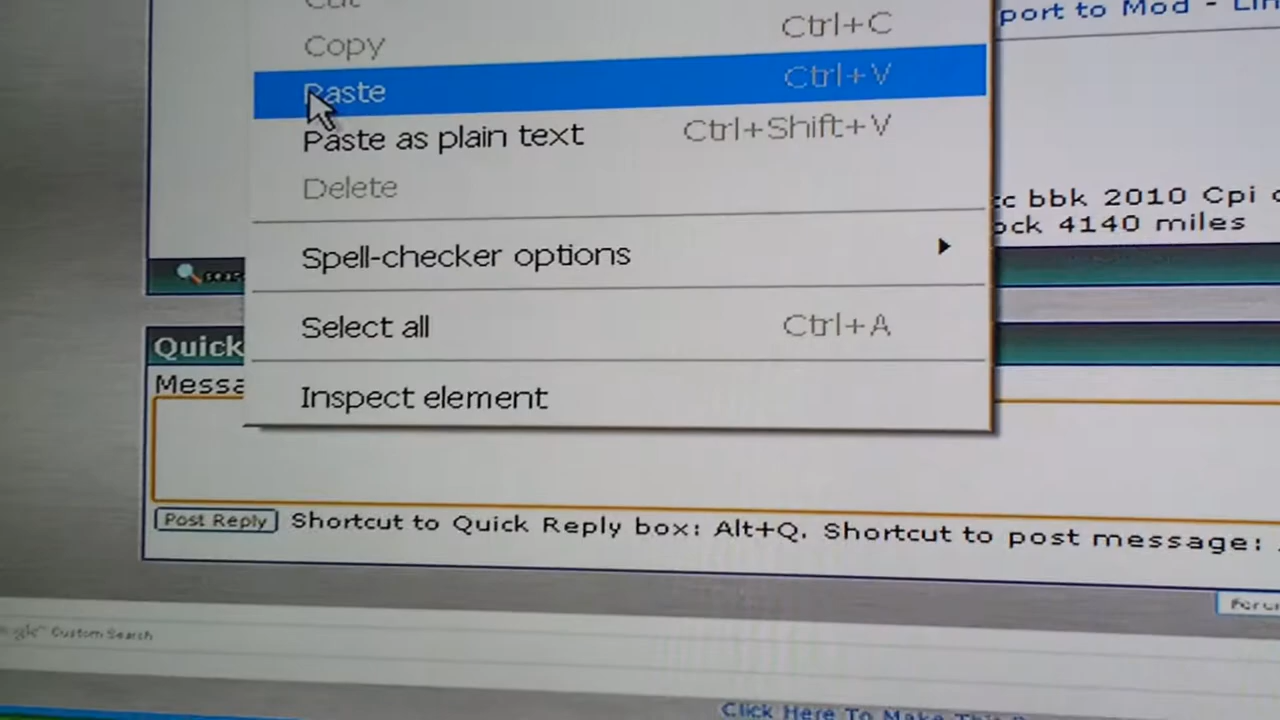 Cut
port to Mod -
Copy Ctrl+C
Paste Ctrl+V
Paste as plain text Ctrl+Shift+V
Delete
bbk 2010 Cpi
4140 miles
Spell-checker options
Select all Ctrl+A
Quick
Messa
Inspect element
Post Reply Shortcut to Quick Reply box: Alt+Q. Shortcut to post message:
Custom Search
Click Here To Make This